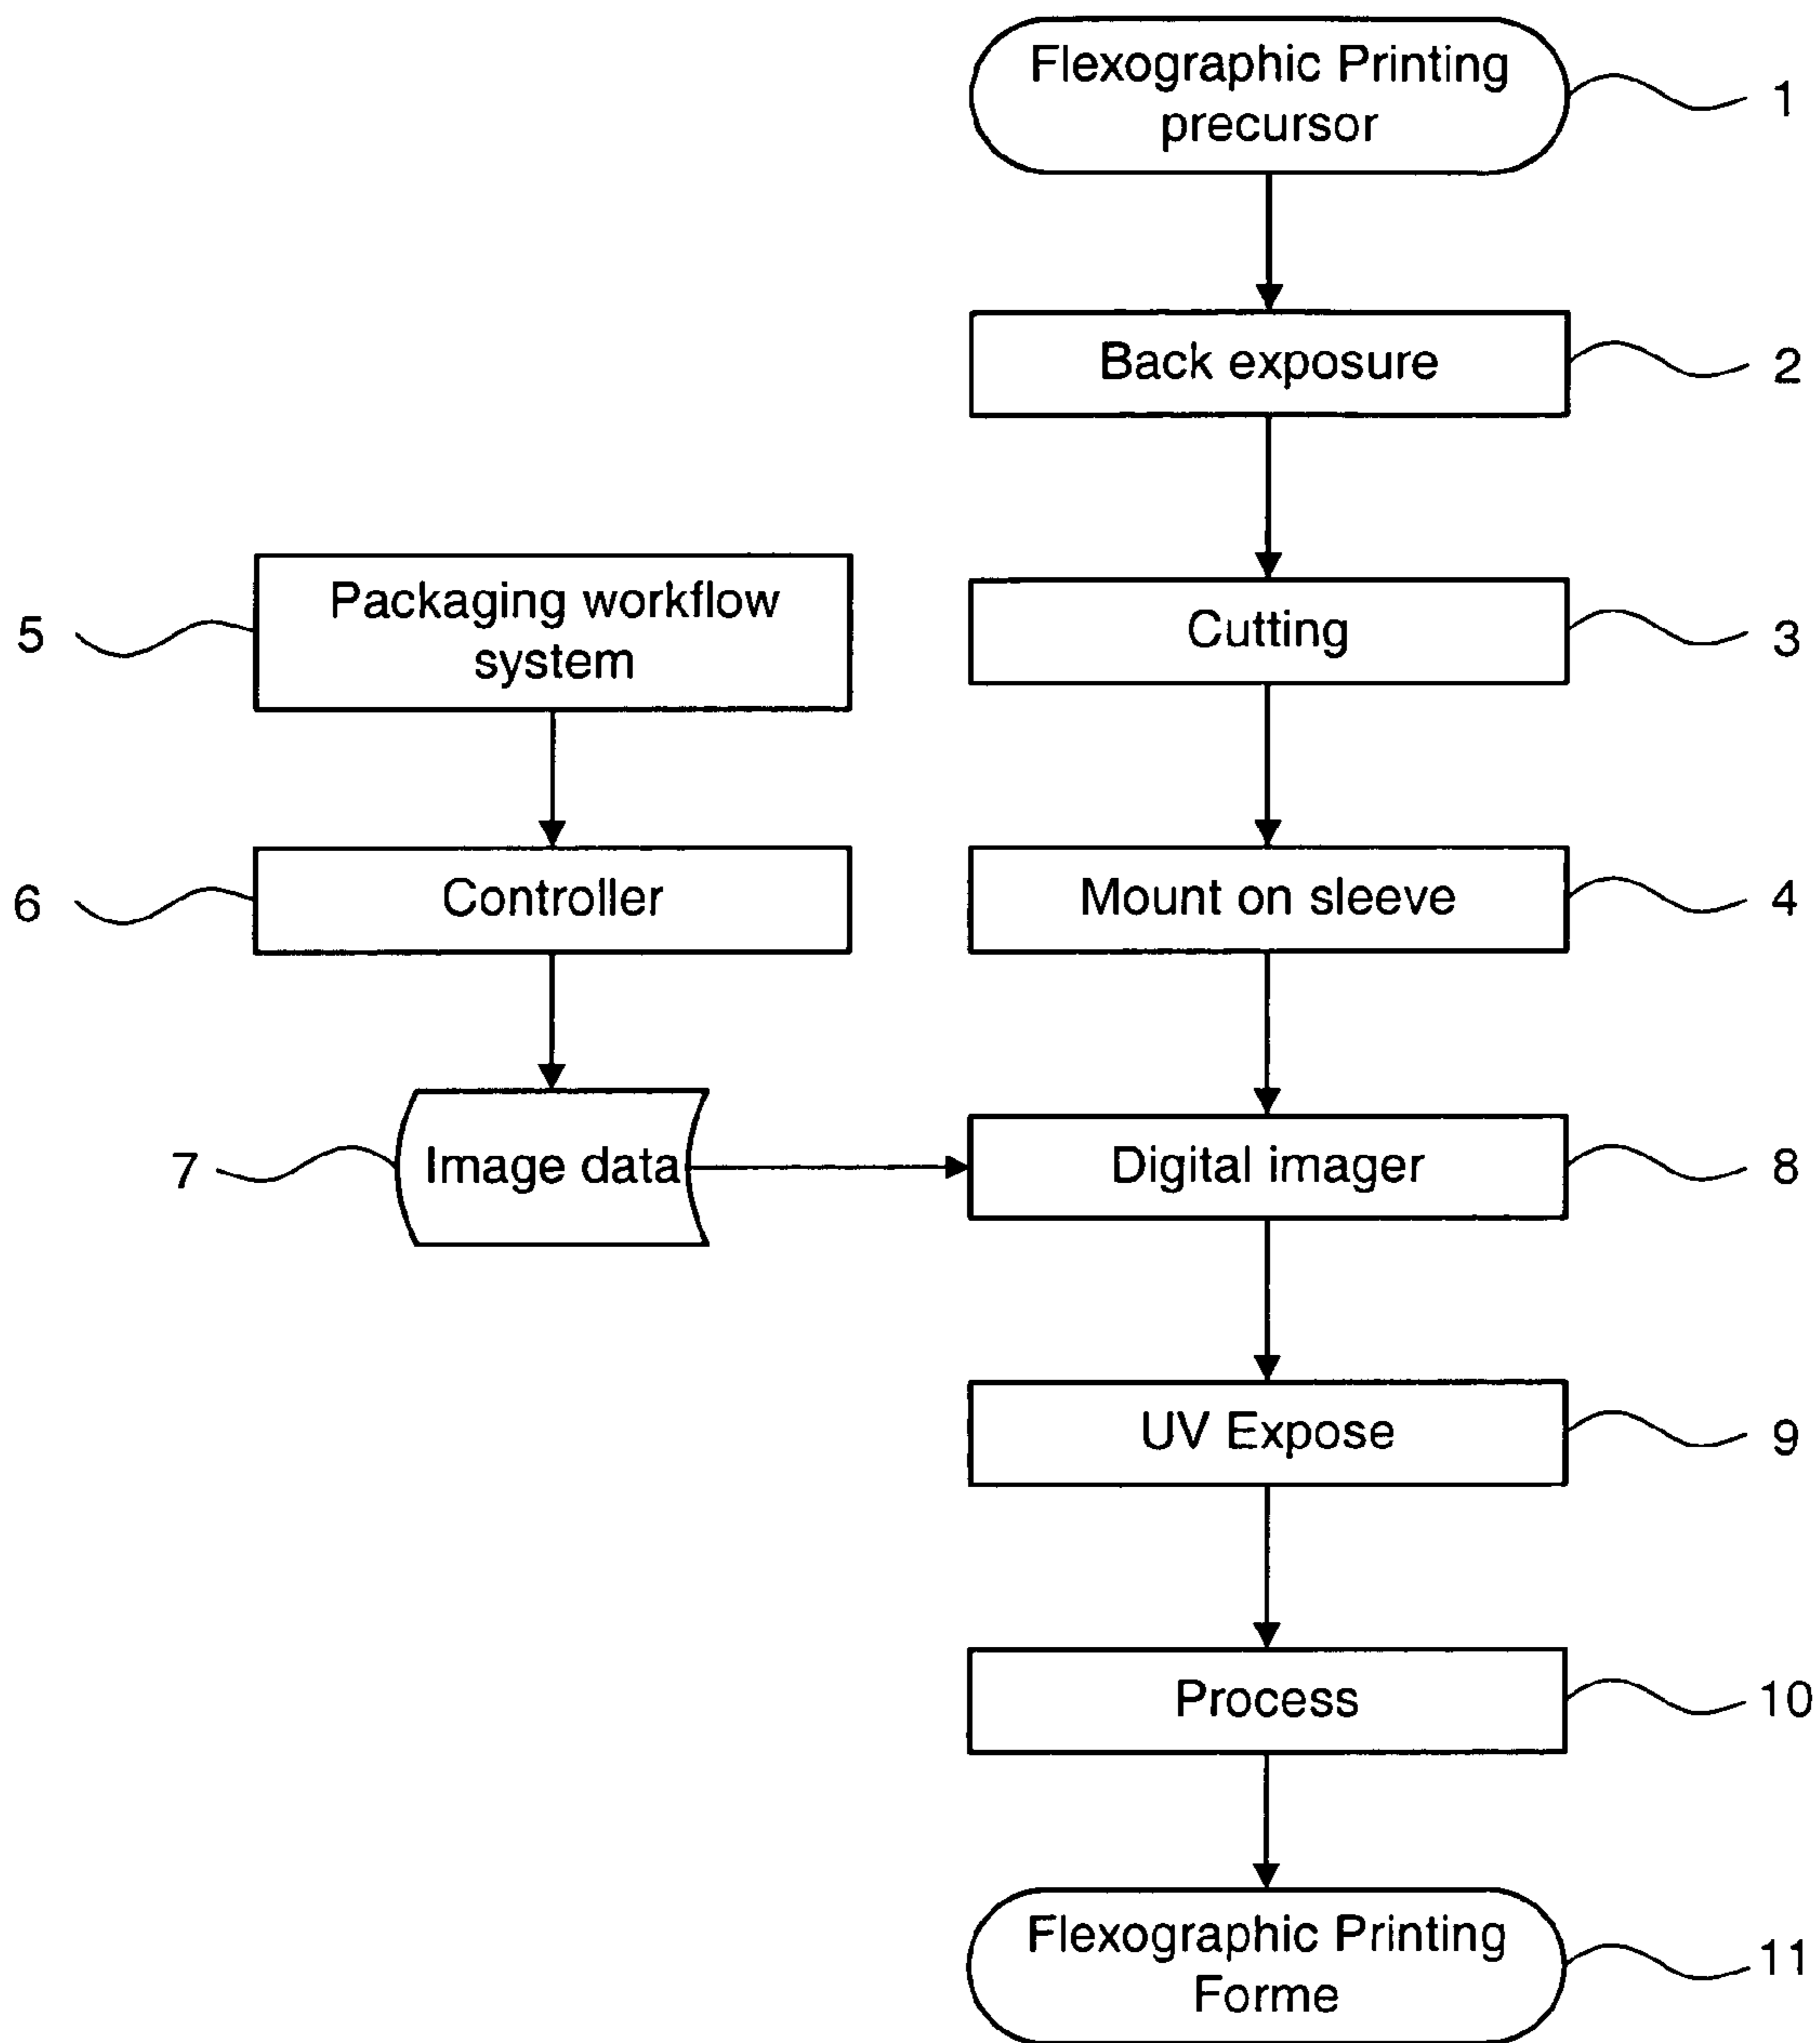 Flexographic Printing
precursor
1
Back exposure
2
Cutting
3
Mount on sleeve
4
Packaging workflow
system
5
Controller
6
Image data
7
Digital imager
8
UV Expose
9
Process
10
Flexographic Printing
Forme
11